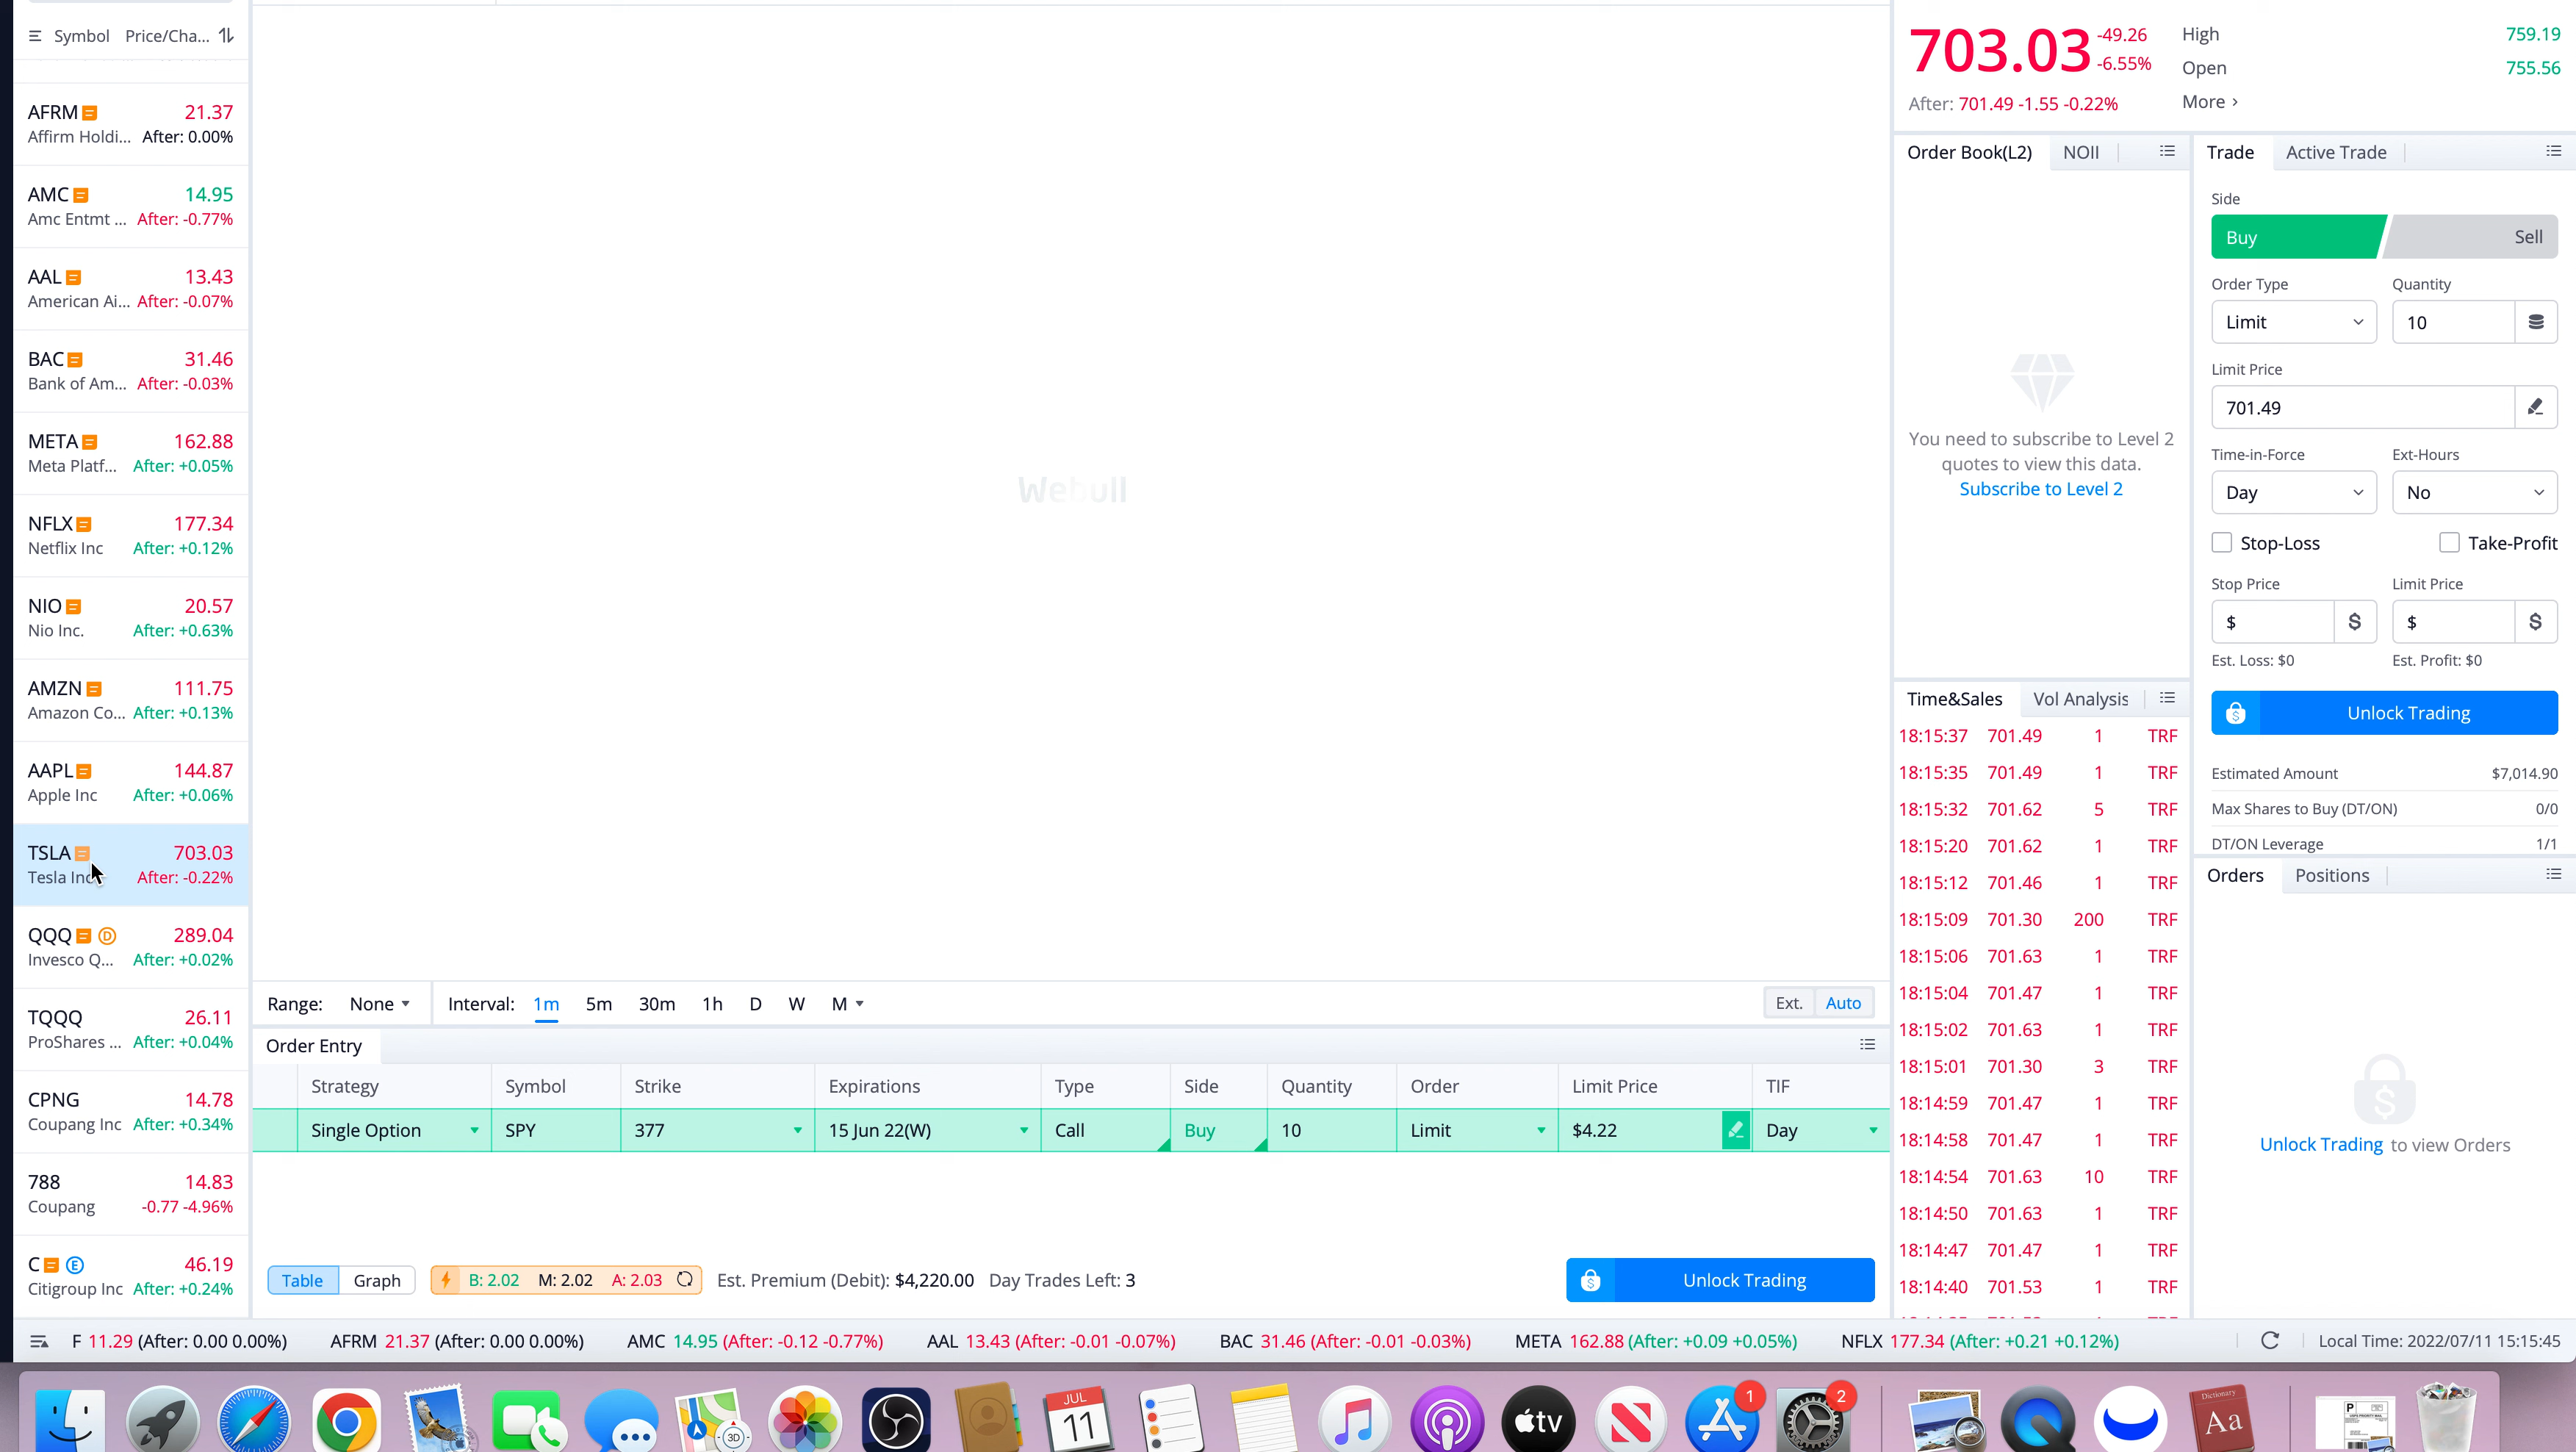 Symbol Price/Cha...
AFRM 21.37
Affirm Holdi... After: 0.00%
AMC 14.95
Amc Entmt ... After: -0.77%
AAL 13.43
American Ai... After: -0.07%
BAC 31.46
Bank of Am... After: -0.03%
META 162.88
Meta Platf... After: +0.05%
NFLX 177.34
Netflix Inc After: +0.12%
NIO 20.57
Nio Inc. After: +0.63%
AMZN 111.75
Amazon Co... After: +0.13%
AAPL 144.87
Apple Inc After: +0.06%
TSLA 703.03
Tesla Inc After: -0.22%
QQQ D 289.04
Invesco Q... After: +0.02%
TQQQ 26.11
ProShares ... After: +0.04%
CPNG 14.78
Coupang Inc After: +0.34%
788 14.83
Coupang -0.77 -4.96%
C E 46.19
Citigroup Inc After: +0.24%
Webull
Range: None Interval: 1m 5m 30m 1h D W M Ext. Auto
Order Entry
Strategy Symbol Strike Expirations Type Side Quantity Order Limit Price TIF
Single Option SPY 377 15 Jun 22(W) Call Buy 10 Limit $4.22 Day
Table Graph B: 2.02 M: 2.02 A: 2.03 Est. Premium (Debit): $4,220.00 Day Trades Left: 3 Unlock Trading
703.03 -49.26
-6.55%
After: 701.49 -1.55 -0.22%
High 759.19
Open 755.56
More ›
Order Book(L2) NOII
You need to subscribe to Level 2
quotes to view this data.
Subscribe to Level 2
Time&Sales Vol Analysis
18:15:37 701.49 1 TRF
18:15:35 701.49 1 TRF
18:15:32 701.62 5 TRF
18:15:20 701.62 1 TRF
18:15:12 701.46 1 TRF
18:15:09 701.30 200 TRF
18:15:06 701.63 1 TRF
18:15:04 701.47 1 TRF
18:15:02 701.63 1 TRF
18:15:01 701.30 3 TRF
18:14:59 701.47 1 TRF
18:14:58 701.47 1 TRF
18:14:54 701.63 10 TRF
18:14:50 701.63 1 TRF
18:14:47 701.47 1 TRF
18:14:40 701.53 1 TRF
Trade Active Trade
Side
Buy Sell
Order Type Quantity
Limit 10
Limit Price
701.49
Time-in-Force Ext-Hours
Day No
Stop-Loss Take-Profit
Stop Price Limit Price
$ $ $ $
Est. Loss: $0 Est. Profit: $0
$ Unlock Trading
Estimated Amount $7,014.90
Max Shares to Buy (DT/ON) 0/0
DT/ON Leverage 1/1
Orders Positions
$
Unlock Trading to view Orders
F 11.29 (After: 0.00 0.00%) AFRM 21.37 (After: 0.00 0.00%) AMC 14.95 (After: -0.12 -0.77%) AAL 13.43 (After: -0.01 -0.07%) BAC 31.46 (After: -0.01 -0.03%) META 162.88 (After: +0.09 +0.05%) NFLX 177.34 (After: +0.21 +0.12%) Local Time: 2022/07/11 15:15:45
3D JUL 11 tv 1 2 Dictionary Aa P